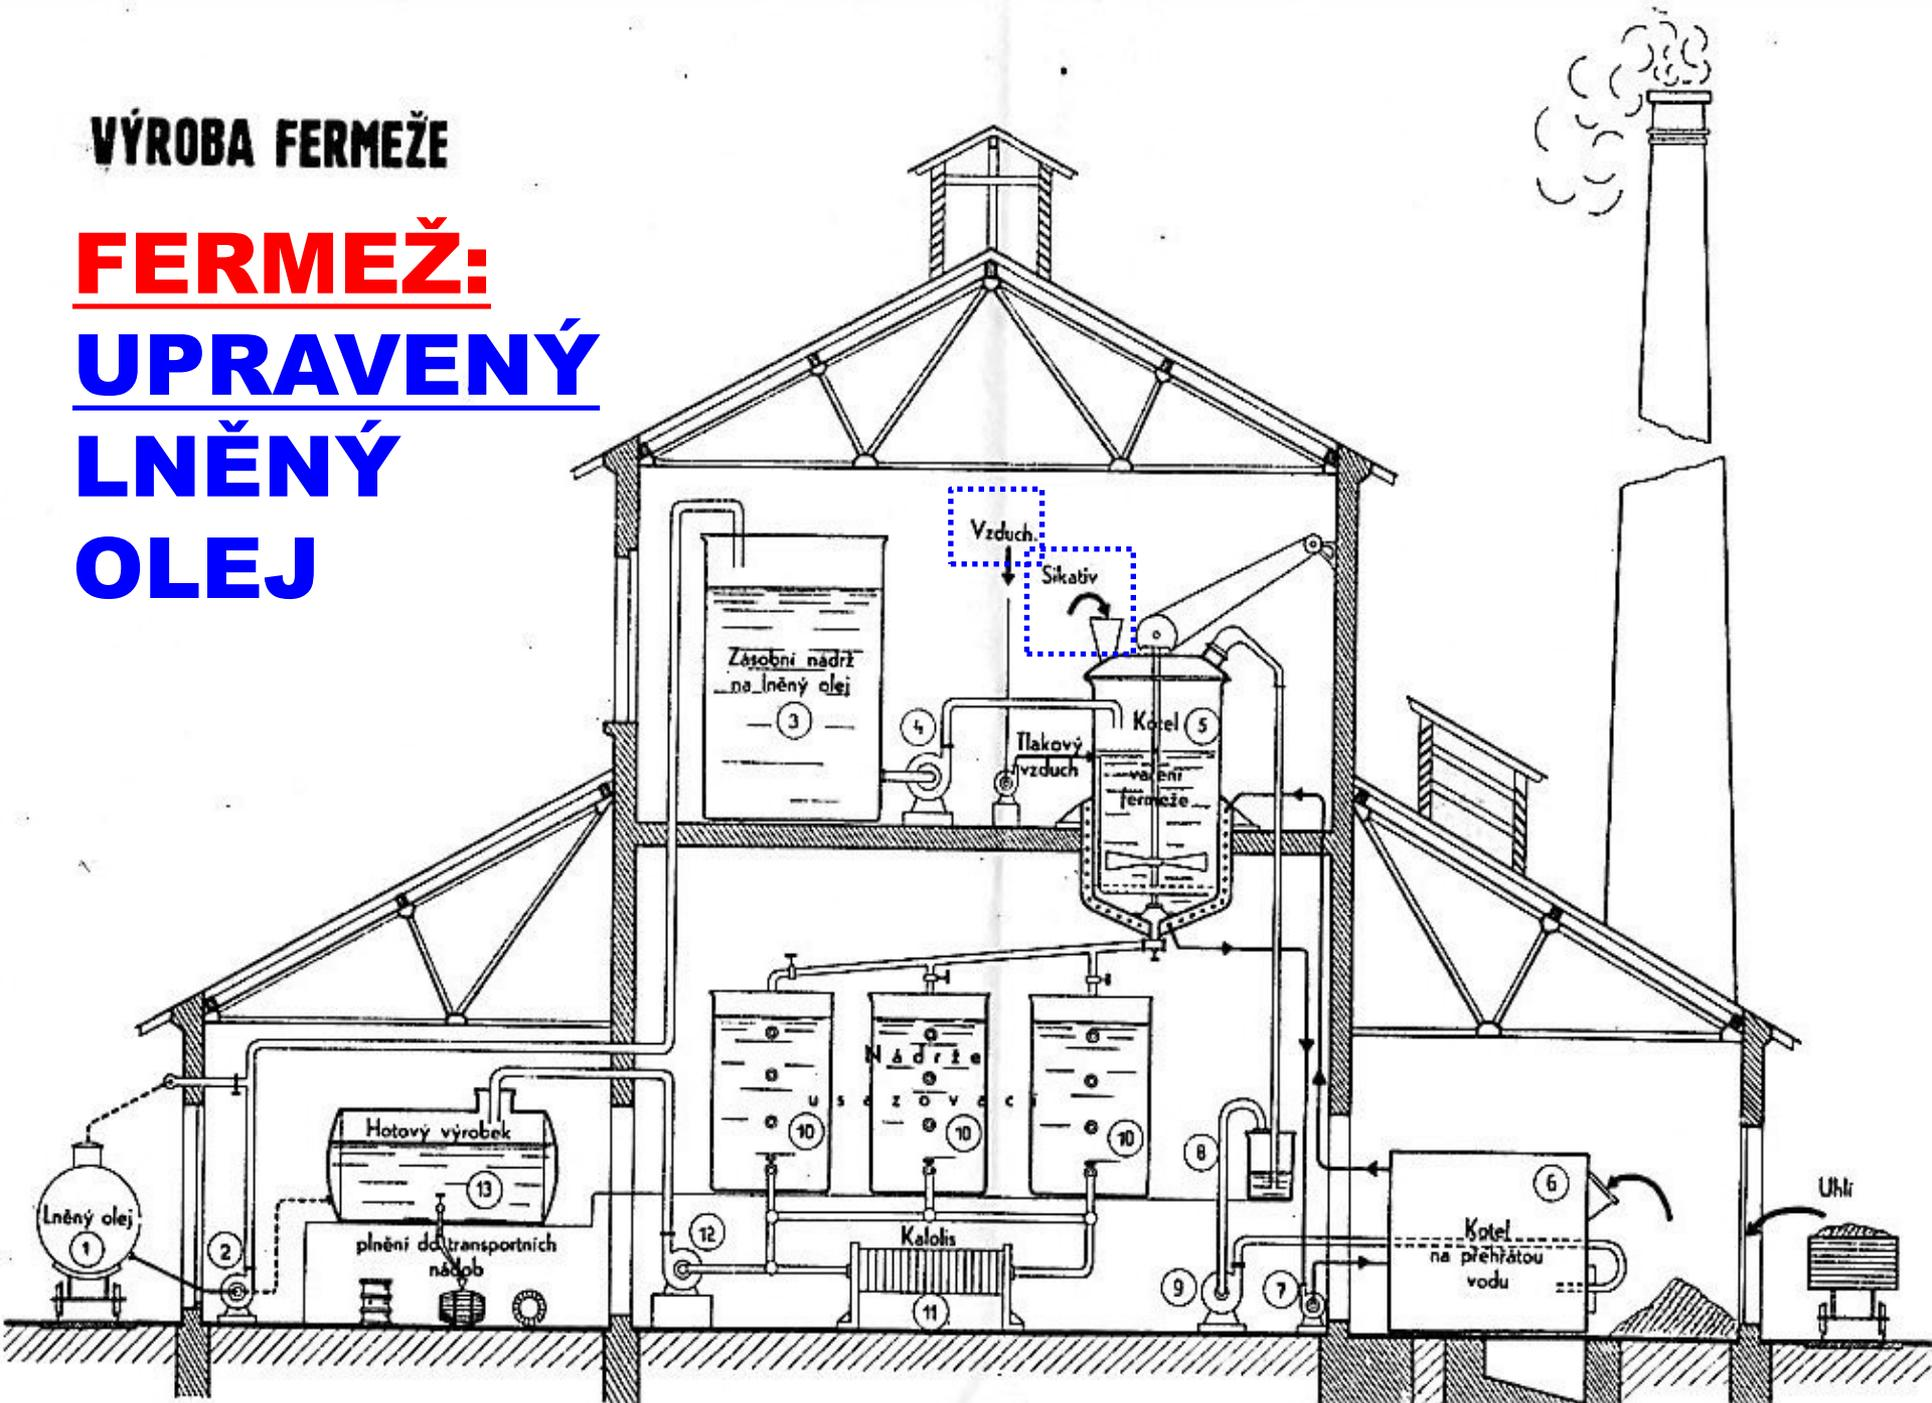 VÝROBA FERMEŽE
FERMEŽ:
UPRAVENÝ
LNĚNÝ
OLEJ
Vzduch.
Sikativ
Zásobní nádrž
na lněný olej
3
4
Kotel 5
Tlakový
vzduch
vaření
fermeže
Nádrže
usazovací
10
10
10
8
Hotový výrobek
13
Lněný olej
1
2
plnění do transportních
nádob
12
Kalolis
11
9
7
6
Kotel
na přehřátou
vodu
Uhlí